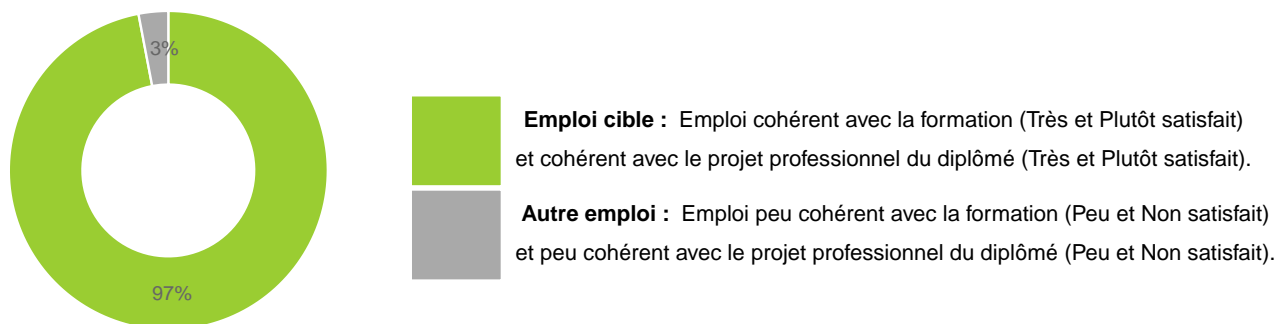 3%
97%
Emploi cible : Emploi cohérent avec la formation (Très et Plutôt satisfait)
et cohérent avec le projet professionnel du diplômé (Très et Plutôt satisfait).
Autre emploi : Emploi peu cohérent avec la formation (Peu et Non satisfait)
et peu cohérent avec le projet professionnel du diplômé (Peu et Non satisfait).